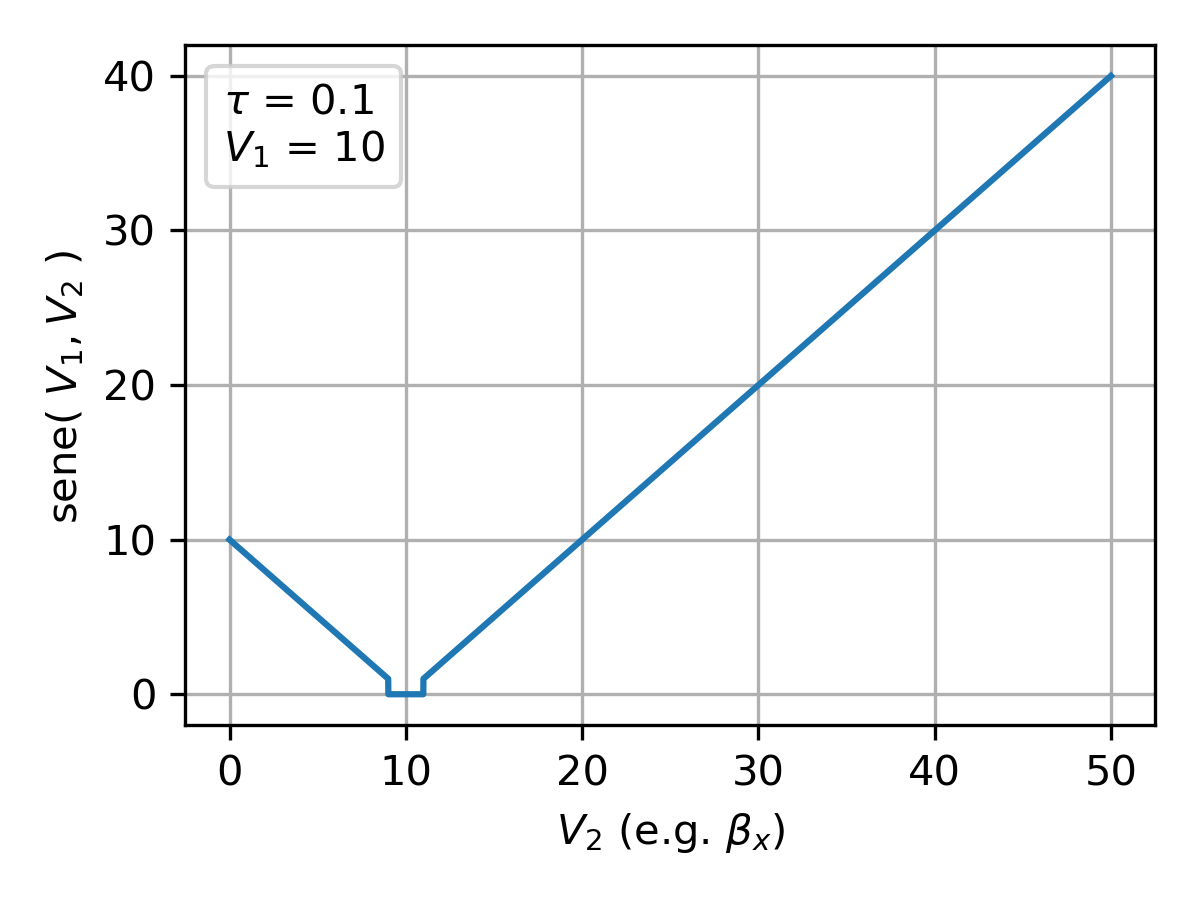 τ = 0.1
V₁ = 10
40
30
20
10
0
sene( V₁, V₂ )
0 10 20 30 40 50
V₂ (e.g. βₓ)